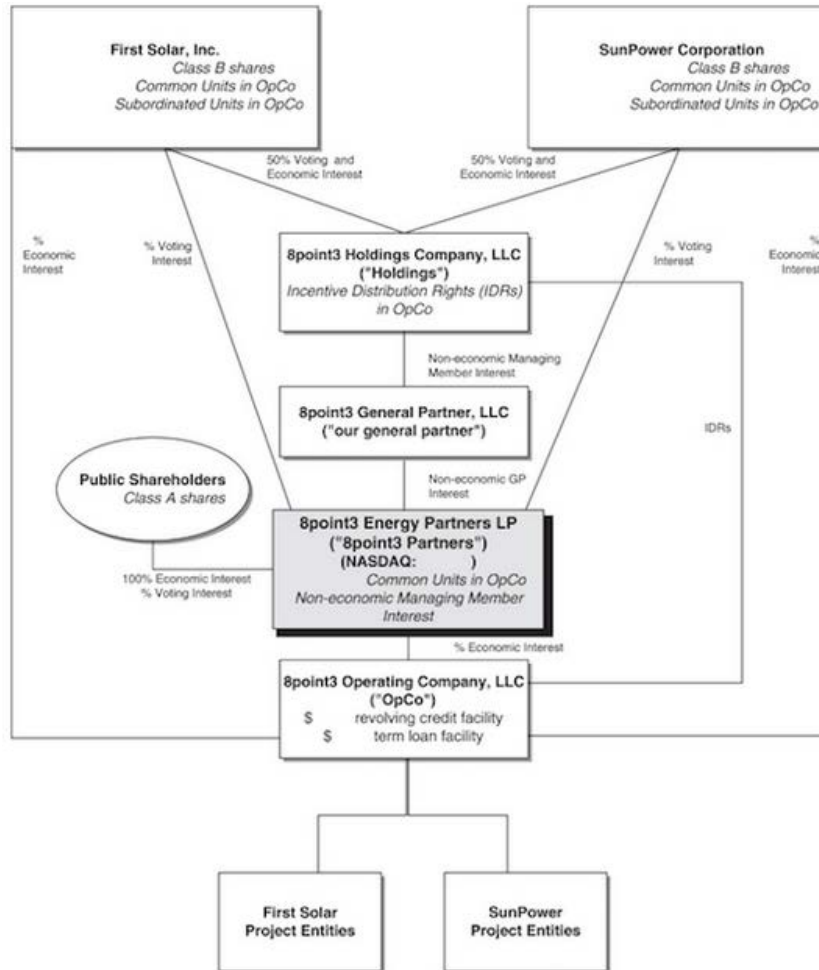 First Solar, Inc.
Class B shares
Common Units in OpCo
Subordinated Units in OpCo
SunPower Corporation
Class B shares
Common Units in OpCo
Subordinated Units in OpCo
50% Voting and
Economic Interest
50% Voting and
Economic Interest
%
Economic
Interest
% Voting
Interest
% Voting
Interest
%
Economic
Interest
8point3 Holdings Company, LLC
("Holdings")
Incentive Distribution Rights (IDRs)
in OpCo
Non-economic Managing
Member Interest
8point3 General Partner, LLC
("our general partner")
IDRs
Non-economic GP
Interest
Public Shareholders
Class A shares
100% Economic Interest
% Voting Interest
8point3 Energy Partners LP
("8point3 Partners")
(NASDAQ: )
Common Units in OpCo
Non-economic Managing Member
Interest
% Economic Interest
8point3 Operating Company, LLC
("OpCo")
$ revolving credit facility
$ term loan facility
First Solar
Project Entities
SunPower
Project Entities